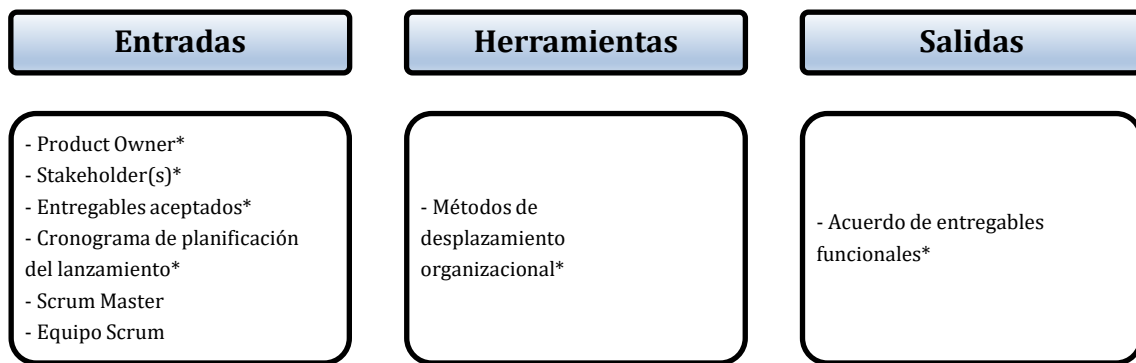 Entradas
Herramientas
Salidas
- Product Owner*
- Stakeholder(s)*
- Entregables aceptados*
- Cronograma de planificación
del lanzamiento*
- Scrum Master
- Equipo Scrum
- Métodos de
desplazamiento
organizacional*
- Acuerdo de entregables
funcionales*